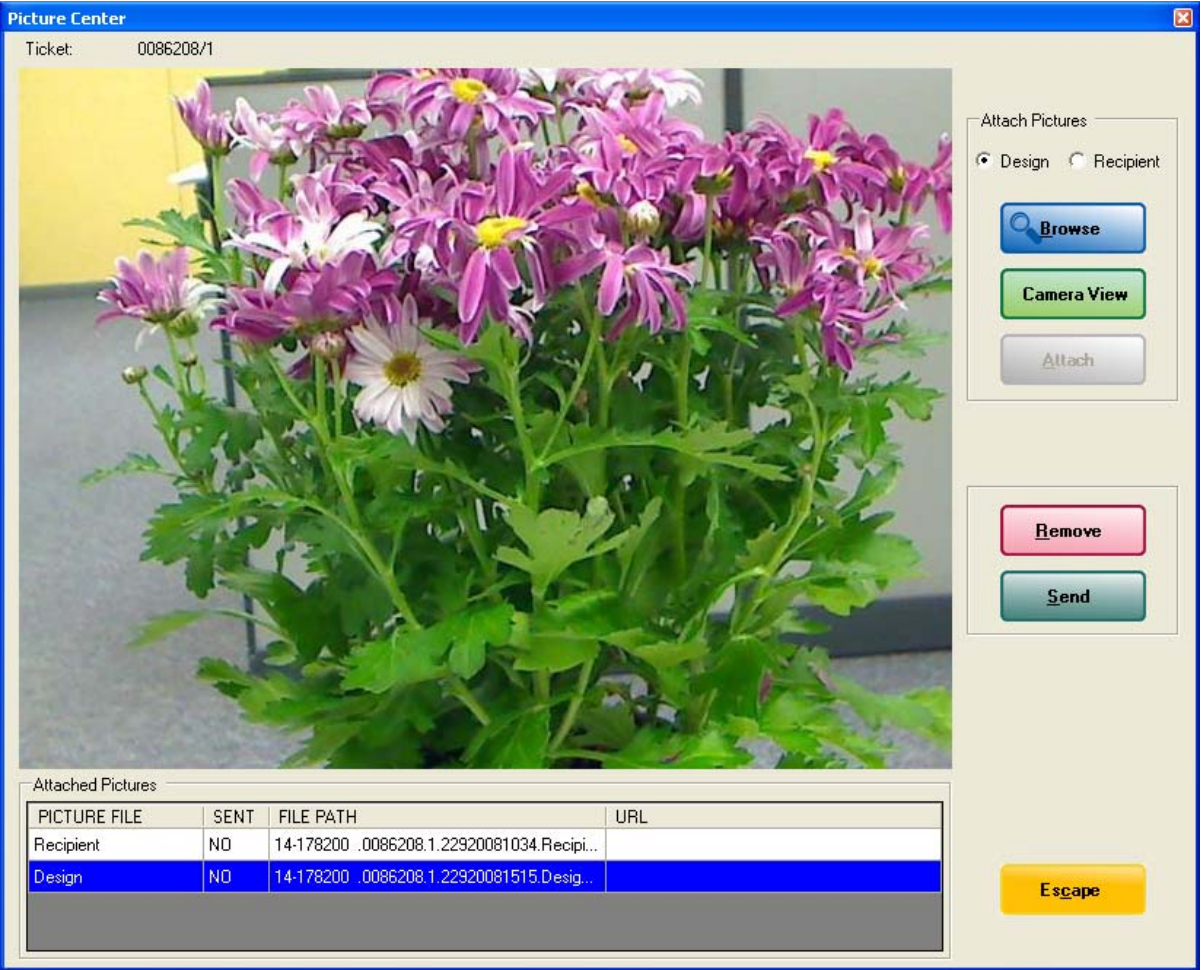 Picture Center
Ticket: 0086208/1
Attach Pictures
Design Recipient
Browse
Camera View
Attach
Remove
Send
Attached Pictures
PICTURE FILE SENT FILE PATH URL
Recipient NO 14-178200 .0086208.1.22920081034.Recipi...
Design NO 14-178200 .0086208.1.22920081515.Desig...
Escape